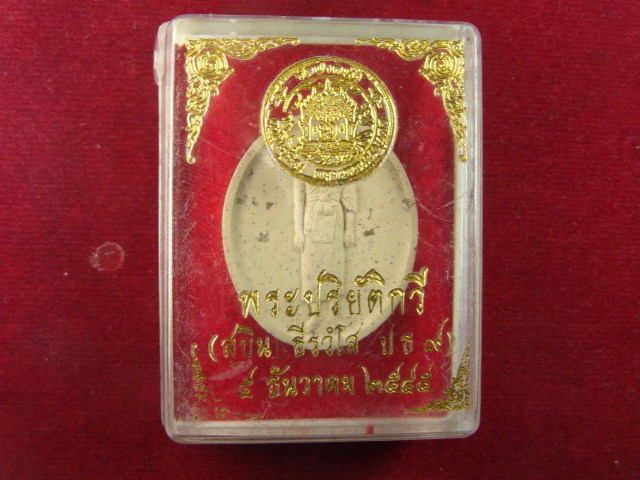 พระปริยัติกวี
(สฃิน ธีรวํโส ป ธ ๙)
๔ ธันวาคม ๒๕๔๕